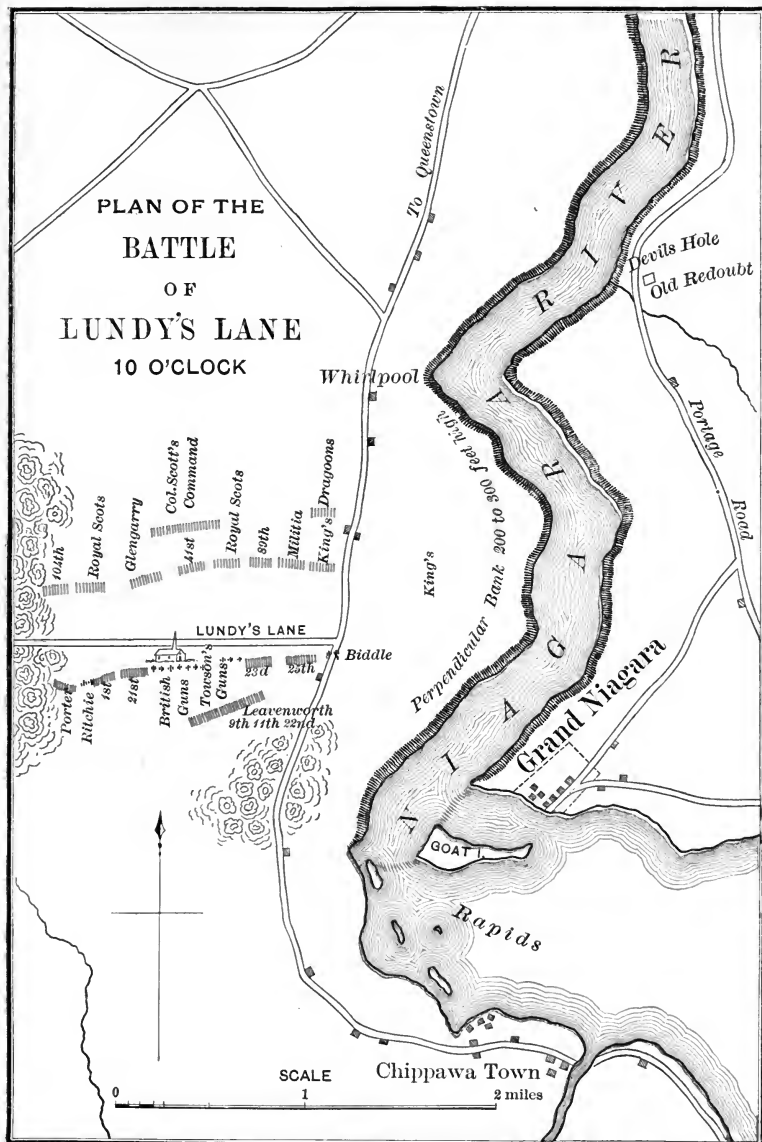 PLAN OF THE
BATTLE
OF
LUNDY'S LANE
10 O'CLOCK
To Queenstown
NIAGARA RIVER
Devils Hole
Old Redoubt
Portage
Road
Whirlpool
Perpendicular Bank 200 to 300 feet high
King's
104th
Royal Scots
Glengarry
Col. Scott's
Command
41st
Royal Scots
89th
Militia
King's
Dragoons
LUNDY'S LANE
Biddle
Porter
Ritchie
1st
21st
British
Guns
Towson's
Guns
23d
25th
Leavenworth
9th 11th 22nd
Grand Niagara
GOAT I.
Rapids
Chippawa Town
SCALE
0 1 2 miles